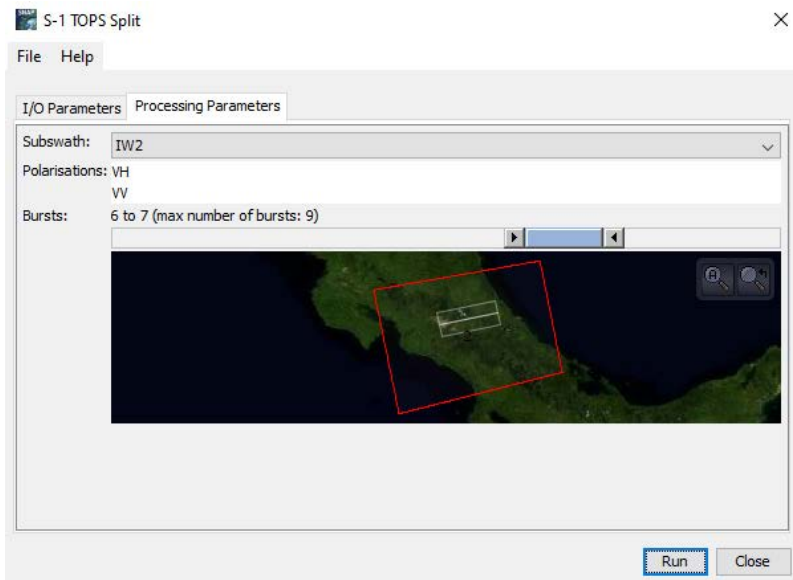 S-1 TOPS Split
File Help
I/O Parameters Processing Parameters
Subswath: IW2
Polarisations: VH
VV
Bursts: 6 to 7 (max number of bursts: 9)
Run Close